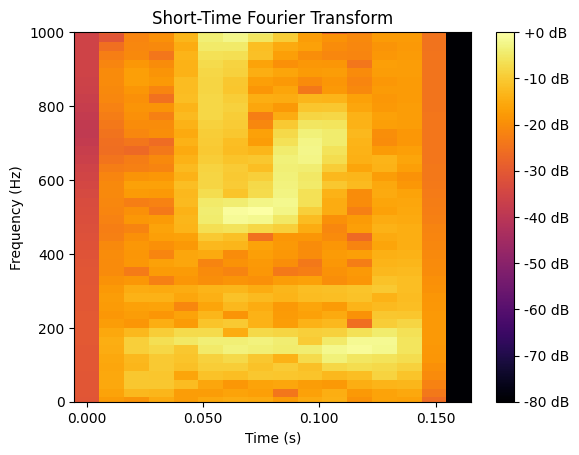 Short-Time Fourier Transform
1000
800
600
400
200
0
Frequency (Hz)
0.000
0.050
0.100
0.150
Time (s)
+0 dB
-10 dB
-20 dB
-30 dB
-40 dB
-50 dB
-60 dB
-70 dB
-80 dB